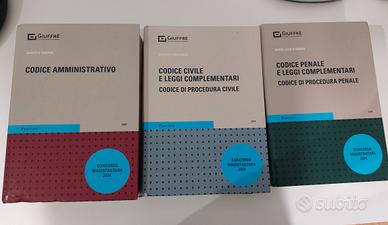 GIUFFRÈ
CODICE AMMINISTRATIVO
CONCORSO
MAGISTRATURA
2024
GIUFFRÈ
CODICE CIVILE
E LEGGI COMPLEMENTARI
CODICE DI PROCEDURA CIVILE
CONCORSO
MAGISTRATURA
2024
GIUFFRÈ
CODICE PENALE
E LEGGI COMPLEMENTARI
CODICE DI PROCEDURA PENALE
CONCORSO
MAGISTRATURA
2024
subito